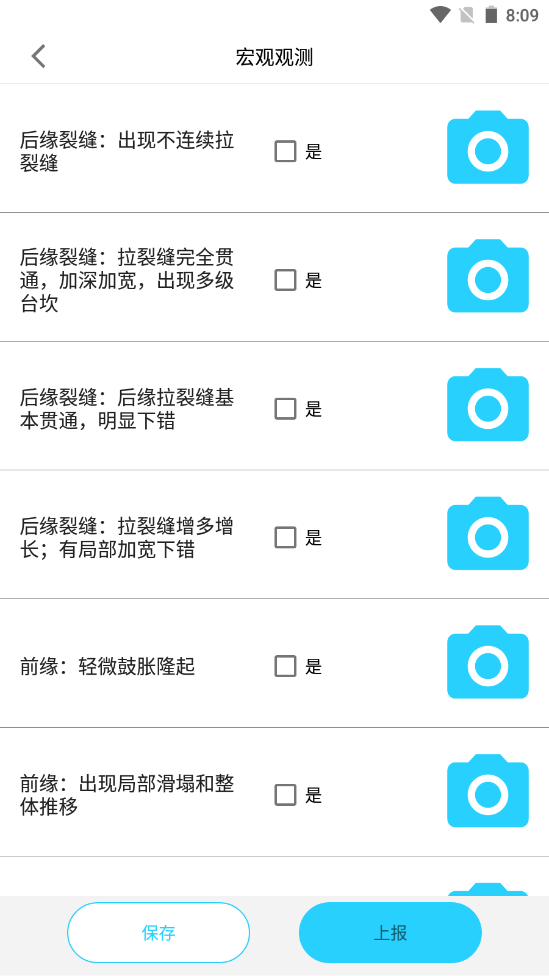 8:09
宏观观测
后缘裂缝：出现不连续拉
裂缝
是
后缘裂缝：拉裂缝完全贯
通，加深加宽，出现多级
台坎
是
后缘裂缝：后缘拉裂缝基
本贯通，明显下错
是
后缘裂缝：拉裂缝增多增
长；有局部加宽下错
是
前缘：轻微鼓胀隆起
是
前缘：出现局部滑塌和整
体推移
是
保存
上报